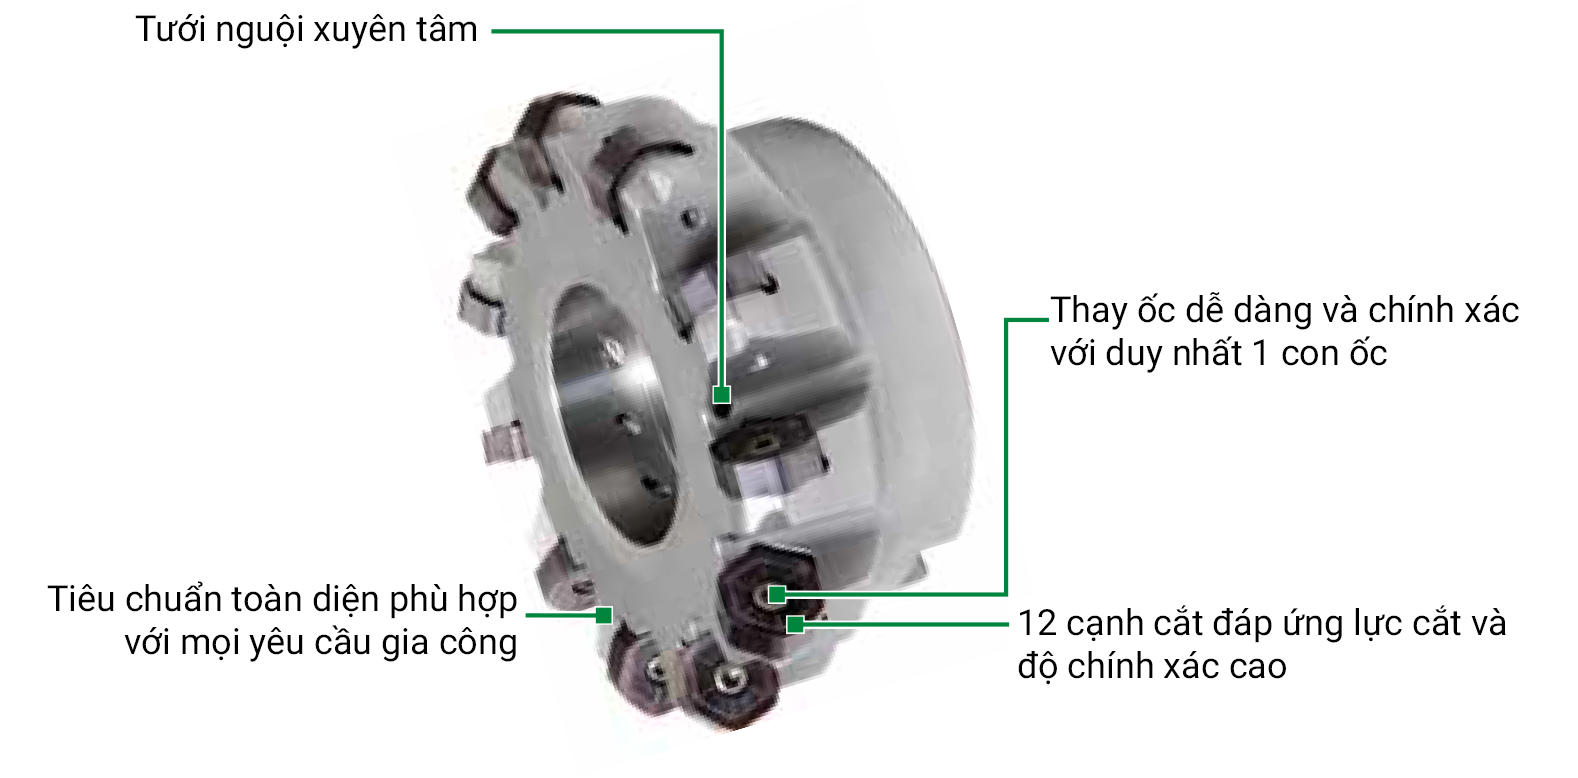 Tưới nguội xuyên tâm
Thay ốc dễ dàng và chính xác
với duy nhất 1 con ốc
Tiêu chuẩn toàn diện phù hợp
với mọi yêu cầu gia công
12 cạnh cắt đáp ứng lực cắt và
độ chính xác cao